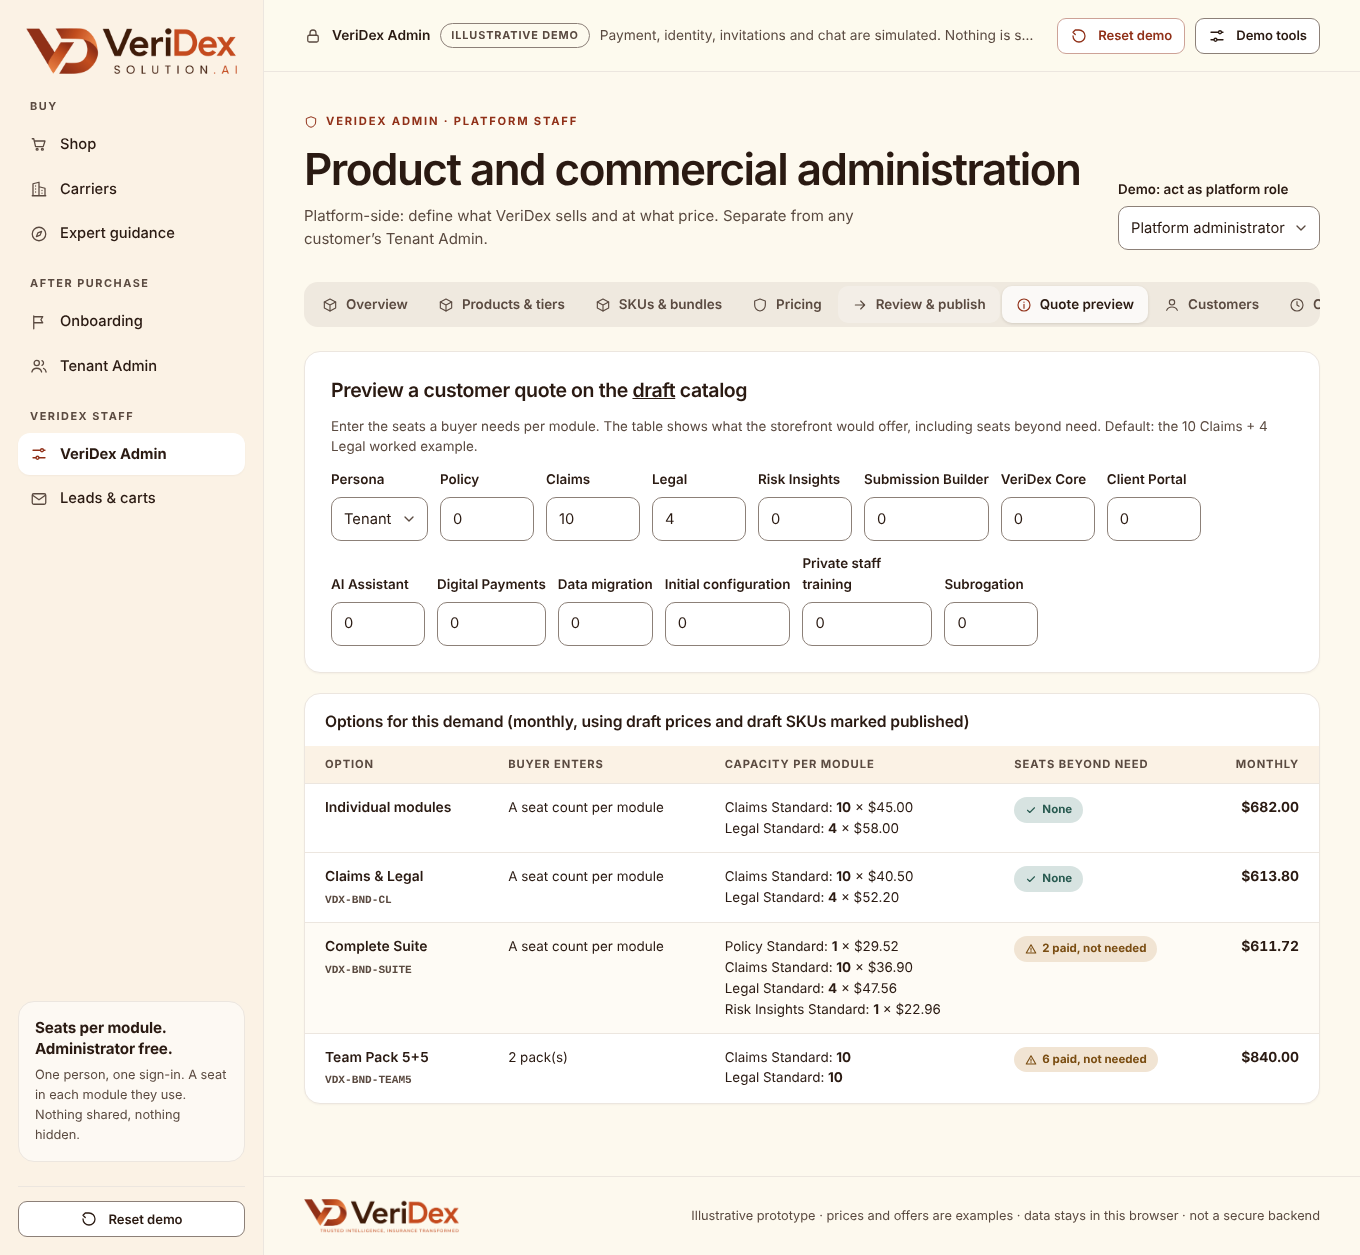 VeriDex
SOLUTION.AI
BUY
Shop
Carriers
Expert guidance
AFTER PURCHASE
Onboarding
Tenant Admin
VERIDEX STAFF
VeriDex Admin
Leads & carts
Seats per module.
Administrator free.
One person, one sign-in. A seat
in each module they use.
Nothing shared, nothing
hidden.
Reset demo
VeriDex Admin
ILLUSTRATIVE DEMO
Payment, identity, invitations and chat are simulated. Nothing is s...
Reset demo
Demo tools
VERIDEX ADMIN · PLATFORM STAFF
Product and commercial administration
Platform-side: define what VeriDex sells and at what price. Separate from any
customer’s Tenant Admin.
Demo: act as platform role
Platform administrator
Overview
Products & tiers
SKUs & bundles
Pricing
Review & publish
Quote preview
Customers
Preview a customer quote on the draft catalog
Enter the seats a buyer needs per module. The table shows what the storefront would offer, including seats beyond need. Default: the 10 Claims + 4
Legal worked example.
Persona Policy Claims Legal Risk Insights Submission Builder VeriDex Core Client Portal
Tenant 0 10 4 0 0 0 0
Private staff
AI Assistant Digital Payments Data migration Initial configuration training Subrogation
0 0 0 0 0 0
Options for this demand (monthly, using draft prices and draft SKUs marked published)
OPTION BUYER ENTERS CAPACITY PER MODULE SEATS BEYOND NEED MONTHLY
Individual modules A seat count per module Claims Standard: 10 × $45.00 None $682.00
Legal Standard: 4 × $58.00
Claims & Legal A seat count per module Claims Standard: 10 × $40.50 None $613.80
VDX-BND-CL Legal Standard: 4 × $52.20
Complete Suite A seat count per module Policy Standard: 1 × $29.52 2 paid, not needed $611.72
VDX-BND-SUITE Claims Standard: 10 × $36.90
Legal Standard: 4 × $47.56
Risk Insights Standard: 1 × $22.96
Team Pack 5+5 2 pack(s) Claims Standard: 10 6 paid, not needed $840.00
VDX-BND-TEAM5 Legal Standard: 10
VeriDex
TRUSTED INTELLIGENCE, INSURANCE TRANSFORMED
Illustrative prototype · prices and offers are examples · data stays in this browser · not a secure backend